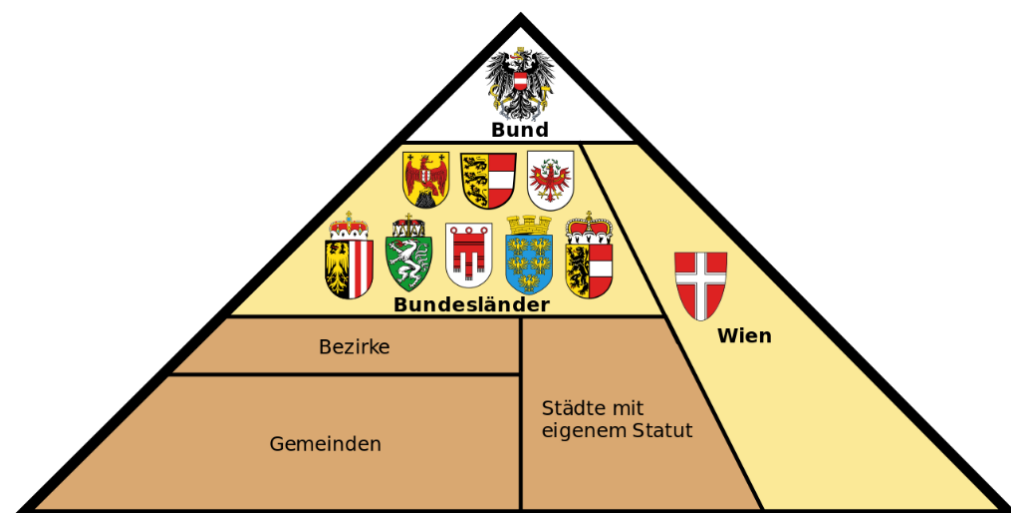 Bund
Bundesländer
Wien
Bezirke
Städte mit
eigenem Statut
Gemeinden